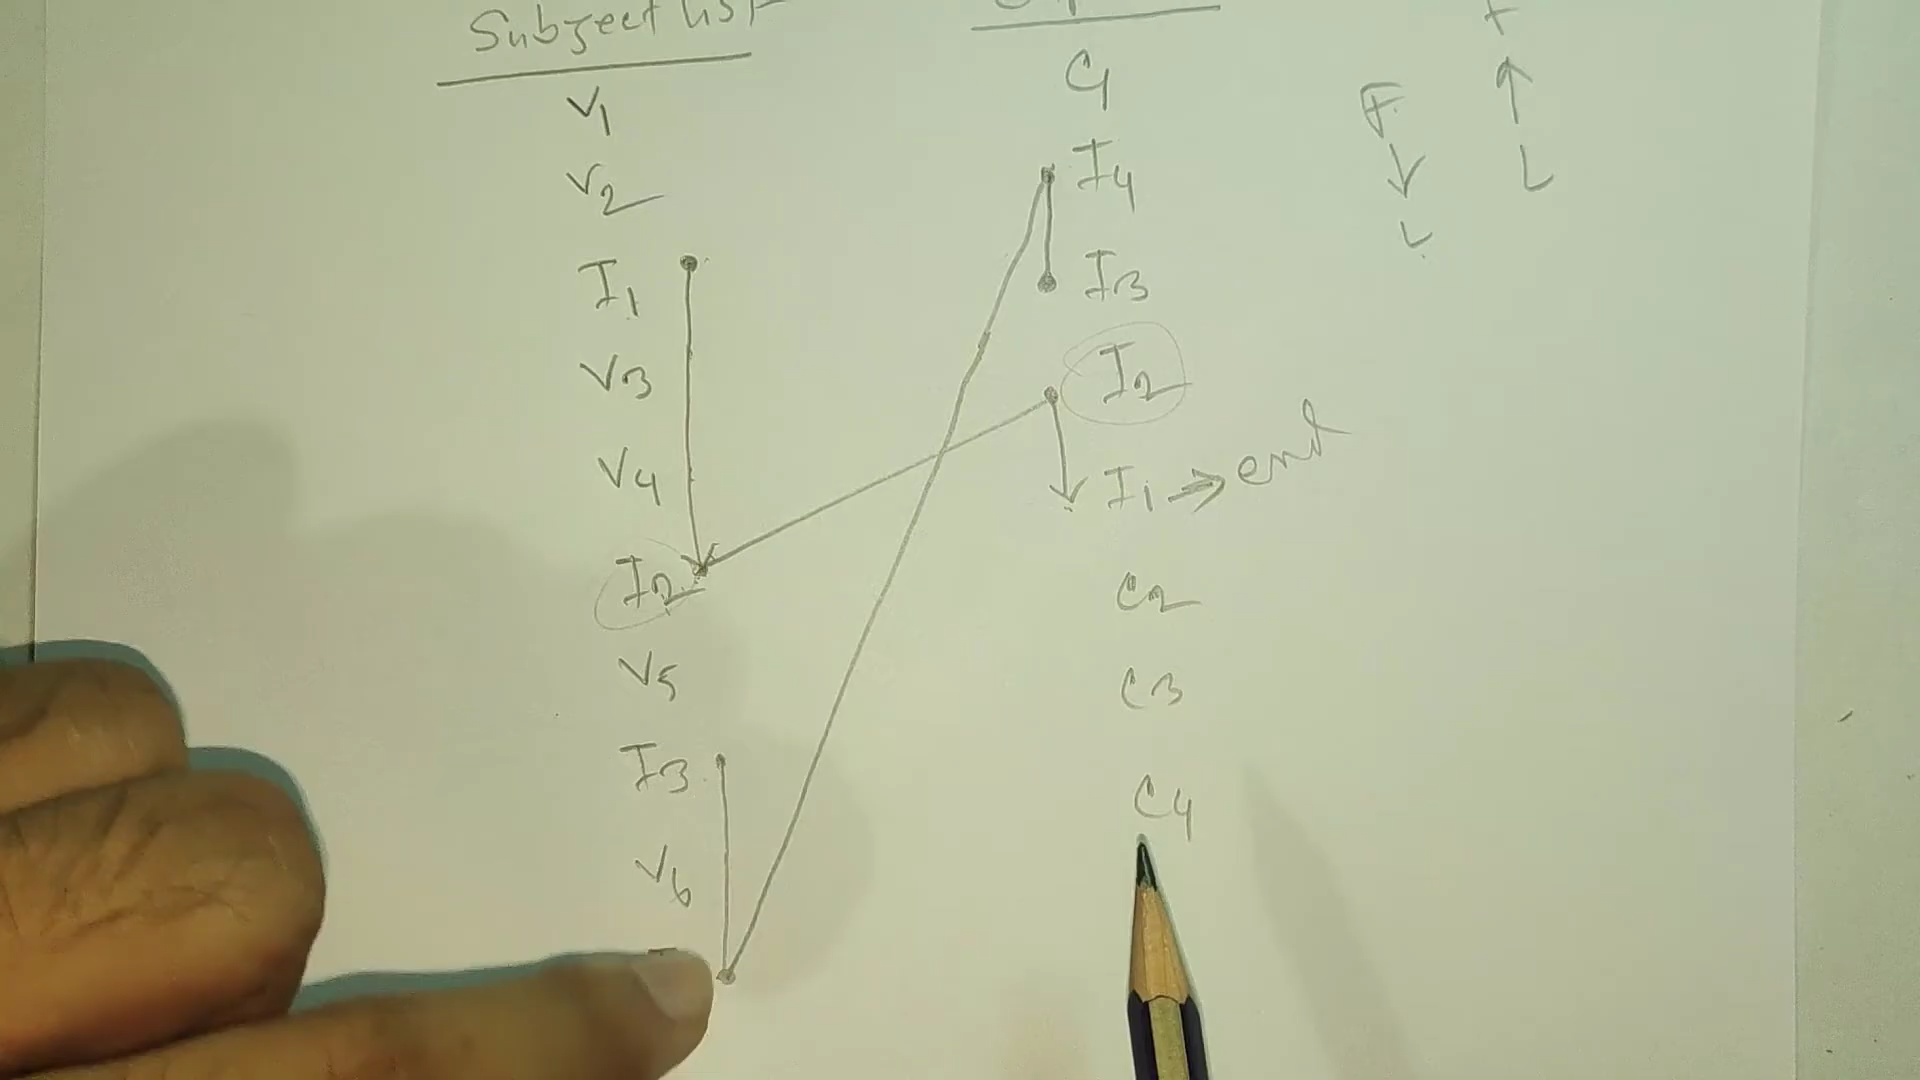 Subject list
V1
V2
I1
V3
V4
I2
V5
I3
V6
C1
I4
I3
I2
I1 → end
C2
C3
C4
F
↓
L
↑
L